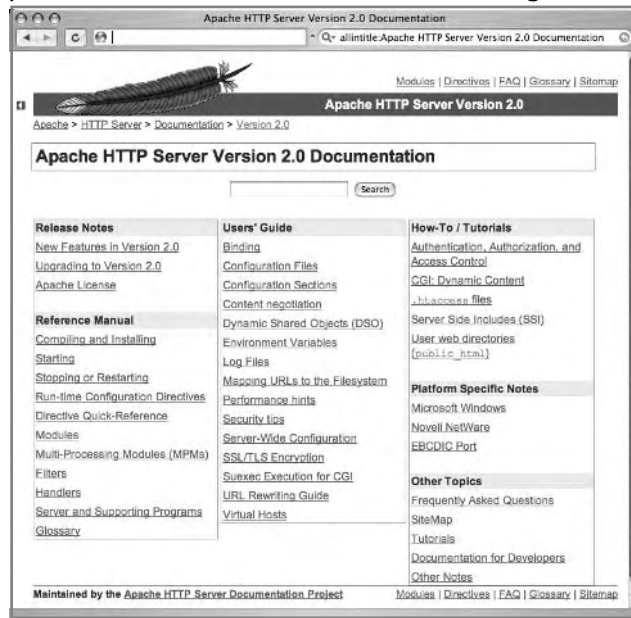 Apache HTTP Server Version 2.0 Documentation
allintitle:Apache HTTP Server Version 2.0 Documentation
Modules | Directives | FAQ | Glossary | Sitemap
Apache HTTP Server Version 2.0
Apache > HTTP Server > Documentation > Version 2.0
Apache HTTP Server Version 2.0 Documentation
Search
Release Notes
New Features in Version 2.0
Upgrading to Version 2.0
Apache License
Reference Manual
Compiling and Installing
Starting
Stopping or Restarting
Run-time Configuration Directives
Directive Quick-Reference
Modules
Multi-Processing Modules (MPMs)
Filters
Handlers
Server and Supporting Programs
Glossary
Users' Guide
Binding
Configuration Files
Configuration Sections
Content negotiation
Dynamic Shared Objects (DSO)
Environment Variables
Log Files
Mapping URLs to the Filesystem
Performance hints
Security tips
Server-Wide Configuration
SSL/TLS Encryption
Suexec Execution for CGI
URL Rewriting Guide
Virtual Hosts
How-To / Tutorials
Authentication, Authorization, and
Access Control
CGI: Dynamic Content
.htaccess files
Server Side Includes (SSI)
User web directories
(public_html)
Platform Specific Notes
Microsoft Windows
Novell NetWare
EBCDIC Port
Other Topics
Frequently Asked Questions
SiteMap
Tutorials
Documentation for Developers
Other Notes
Maintained by the Apache HTTP Server Documentation Project
Modules | Directives | FAQ | Glossary | Sitemap